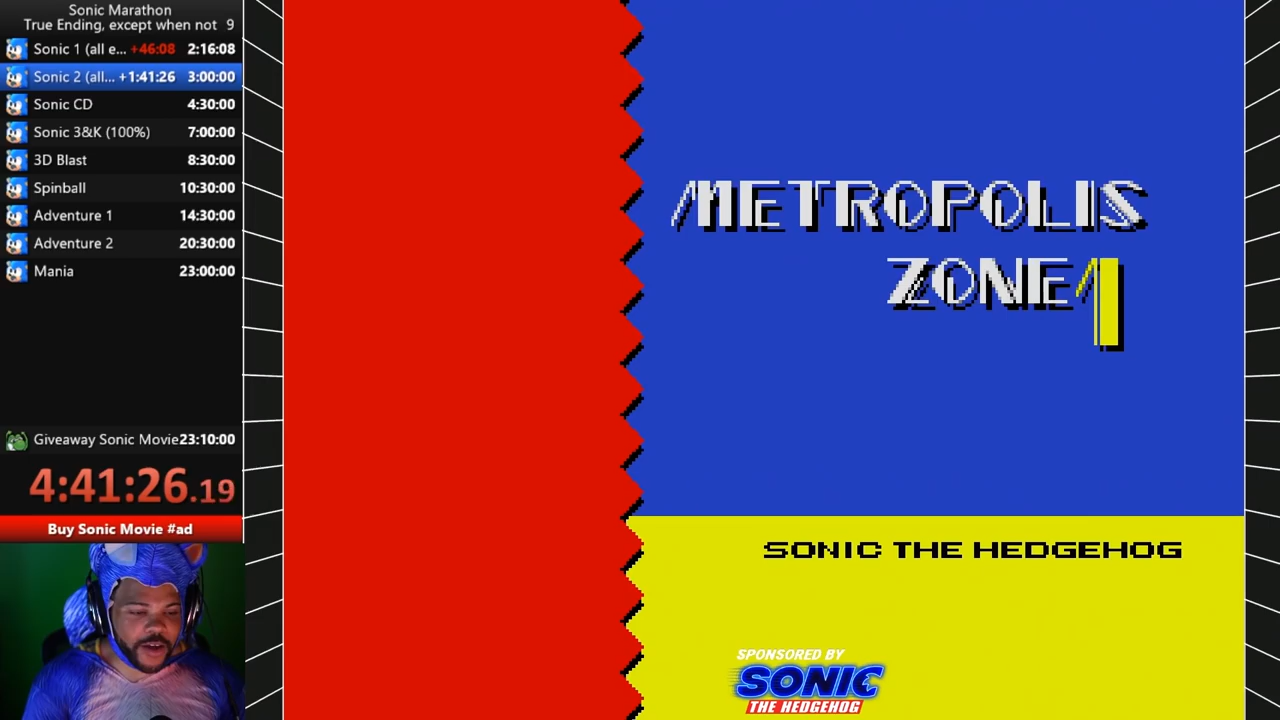 Sonic Marathon
True Ending, except when not 9
Sonic 1 (all e... +46:08 2:16:08
Sonic 2 (all... +1:41:26 3:00:00
Sonic CD 4:30:00
Sonic 3&K (100%) 7:00:00
3D Blast 8:30:00
Spinball 10:30:00
Adventure 1 14:30:00
Adventure 2 20:30:00
Mania 23:00:00
Giveaway Sonic Movie 23:10:00
4:41:26.19
Buy Sonic Movie #ad
METROPOLIS
ZONE 1
SONIC THE HEDGEHOG
SPONSORED BY
SONIC
THE HEDGEHOG